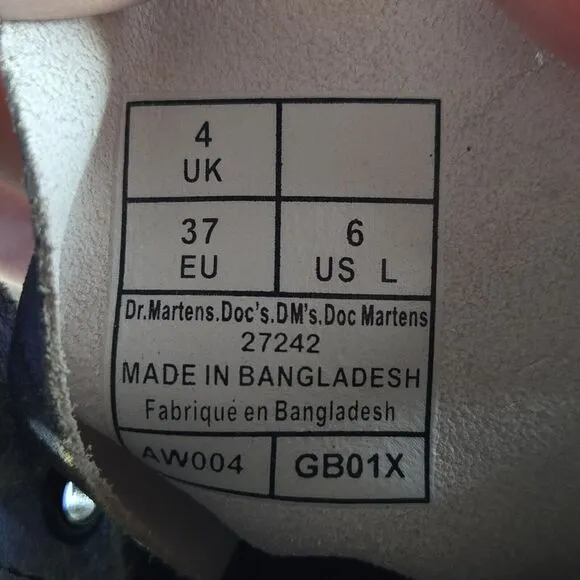 4
UK
37
EU
6
US L
Dr.Martens.Doc's.DM's.Doc Martens
27242
MADE IN BANGLADESH
Fabriqué en Bangladesh
AW004
GB01X